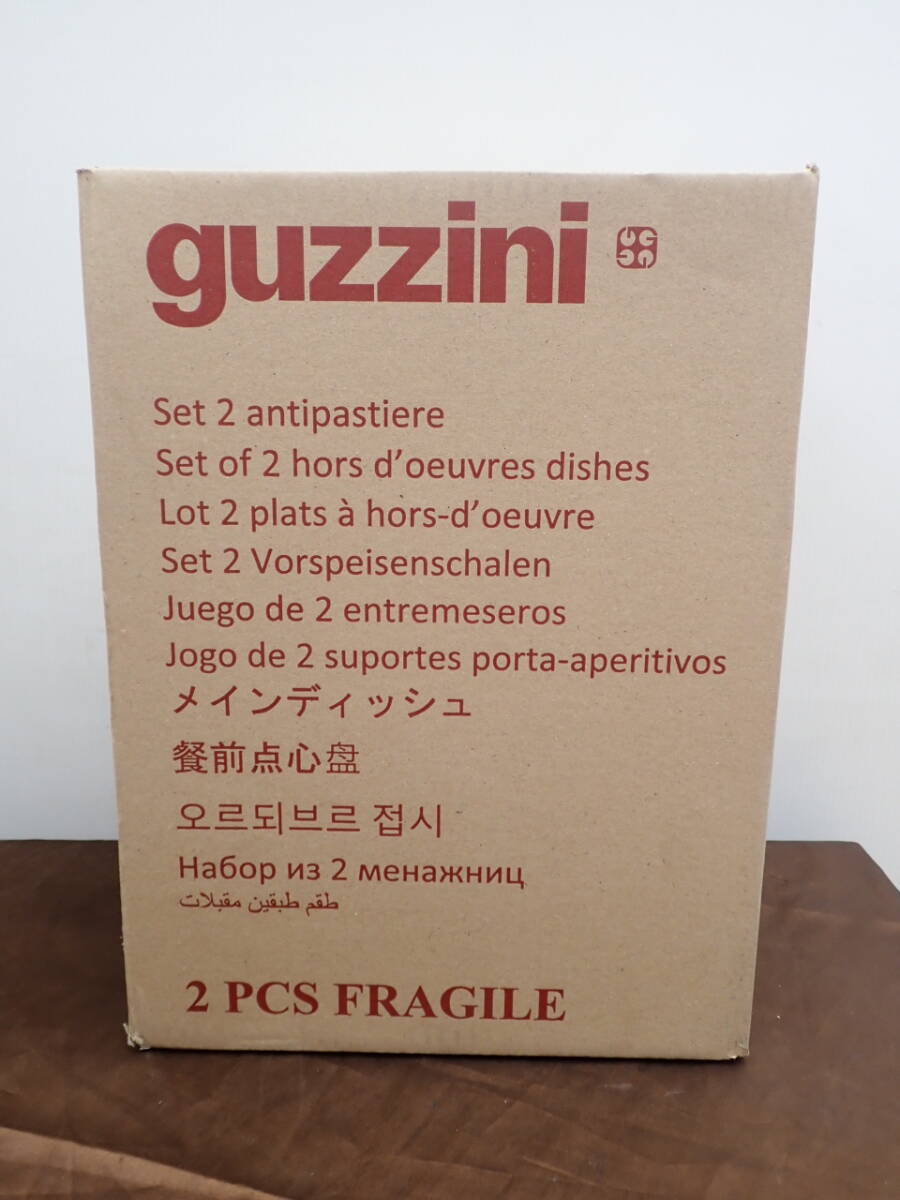 guzzini
Set 2 antipastiere
Set of 2 hors d’oeuvres dishes
Lot 2 plats à hors-d’oeuvre
Set 2 Vorspeisenschalen
Juego de 2 entremeseros
Jogo de 2 suportes porta-aperitivos
メインディッシュ
餐前点心盘
오르되브르 접시
Набор из 2 менажниц
طقم طبقين مقبلات
2 PCS FRAGILE